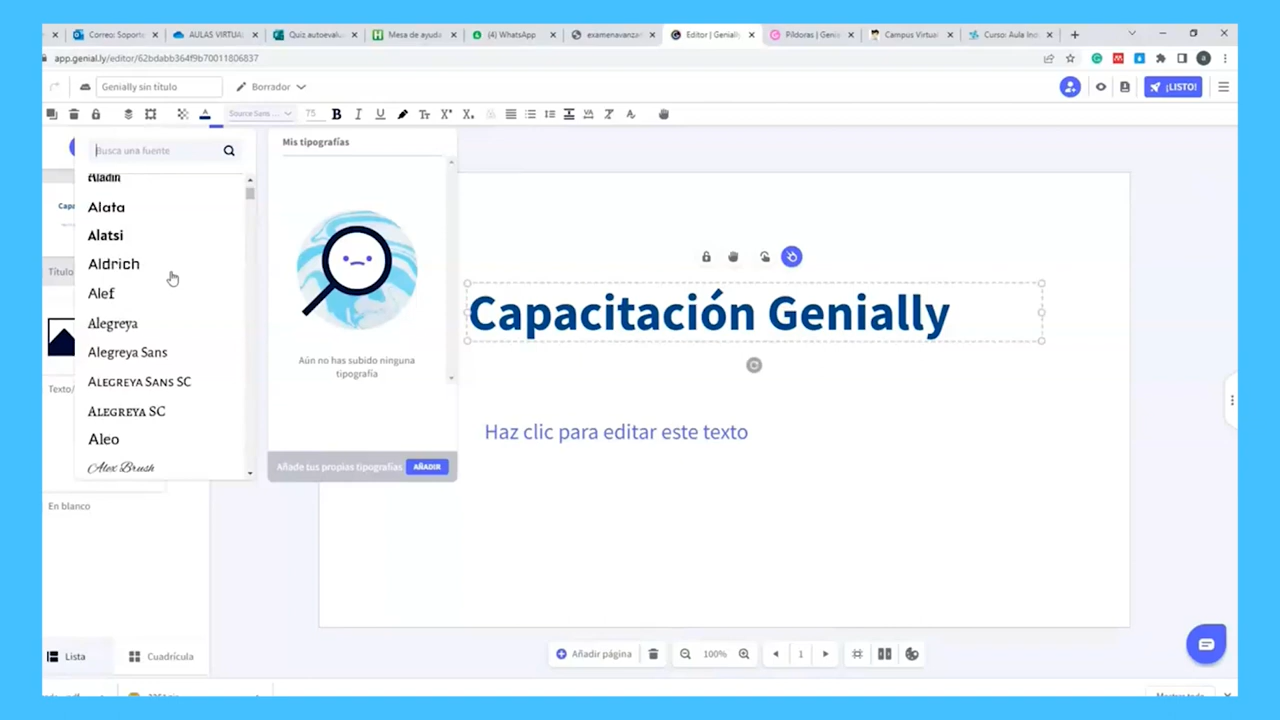 Correo: Soporte
AULAS VIRTUAL
Quiz autoevalu
Mesa de ayuda
(4) WhatsApp
examenavanzar
Editor | Genially
Píldoras | Genia
Campus Virtual
Curso: Aula Ino
app.genial.ly/editor/62bdabb364f9b70011806837
Genially sin título
Borrador
¡LISTO!
Source Sans ...
75
Busca una fuente
Mis tipografías
Aladin
Alata
Alatsi
Aldrich
Alef
Alegreya
Alegreya Sans
Alegreya Sans SC
Alegreya SC
Aleo
Alex Brush
Aún no has subido ninguna
tipografía
Añade tus propias tipografías
AÑADIR
Capa
Título
Texto/
En blanco
Capacitación Genially
Haz clic para editar este texto
Lista
Cuadrícula
Añadir página
100%
1